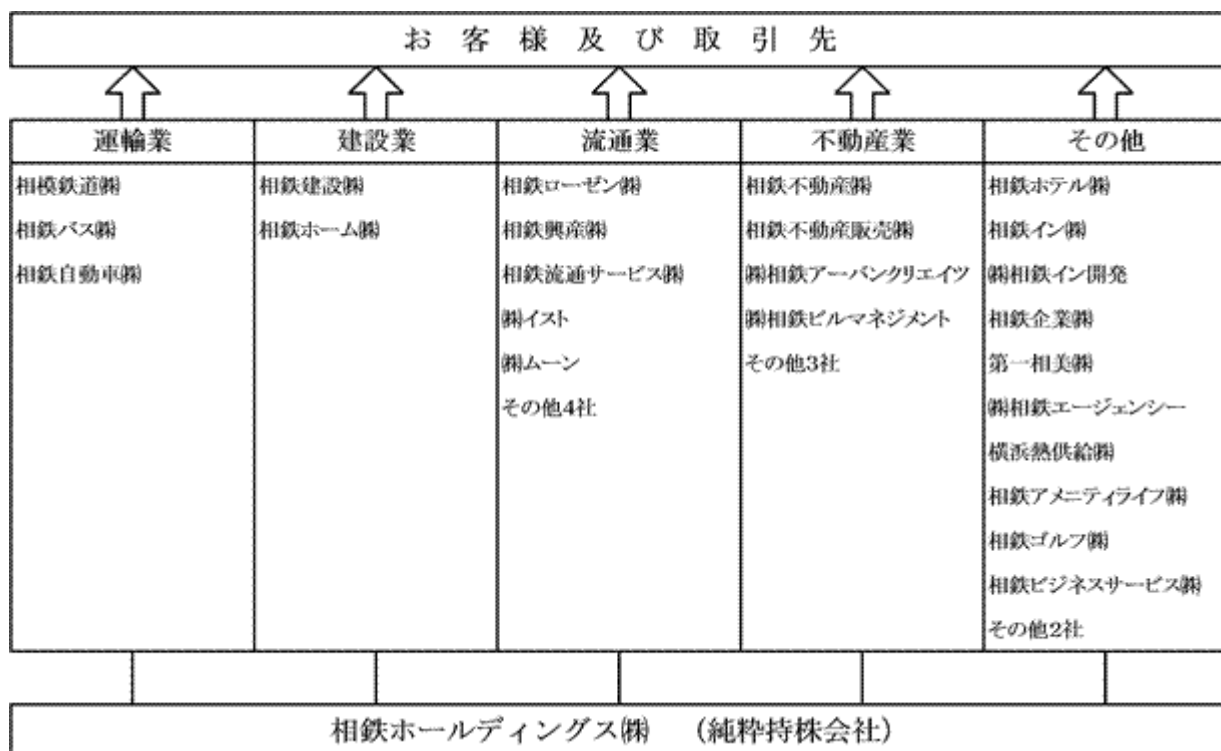 お客様及び取引先
運輸業
相模鉄道㈱
相鉄バス㈱
相鉄自動車㈱
建設業
相鉄建設㈱
相鉄ホーム㈱
流通業
相鉄ローゼン㈱
相鉄興産㈱
相鉄流通サービス㈱
㈱イスト
㈱ムーン
その他4社
不動産業
相鉄不動産㈱
相鉄不動産販売㈱
㈱相鉄アーバンクリエイツ
㈱相鉄ビルマネジメント
その他3社
その他
相鉄ホテル㈱
相鉄イン㈱
㈱相鉄イン開発
相鉄企業㈱
第一相美㈱
㈱相鉄エージェンシー
横浜熱供給㈱
相鉄アメニティライフ㈱
相鉄ゴルフ㈱
相鉄ビジネスサービス㈱
その他2社
相鉄ホールディングス㈱　（純粋持株会社）